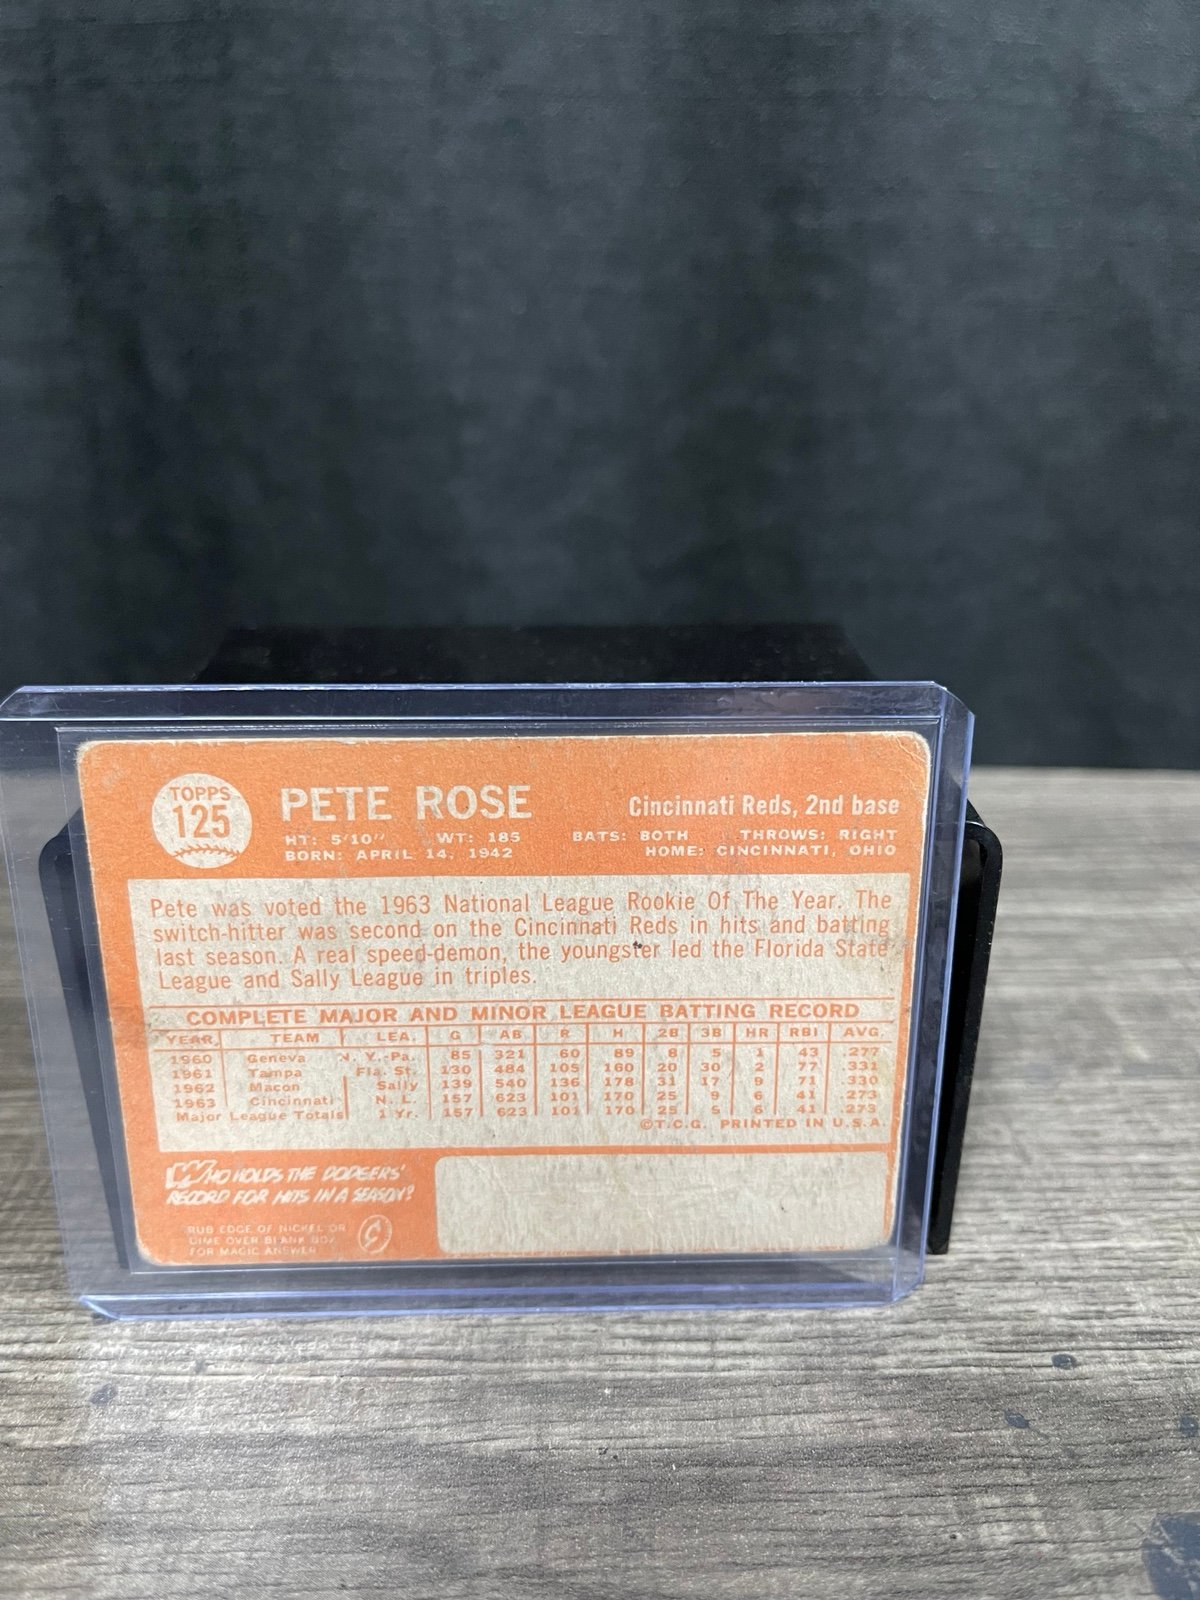 TOPPS
125
PETE ROSE
Cincinnati Reds, 2nd base
HT: 5'10" WT: 185 BATS: BOTH THROWS: RIGHT
BORN: APRIL 14, 1942 HOME: CINCINNATI, OHIO
Pete was voted the 1963 National League Rookie Of The Year. The
switch-hitter was second on the Cincinnati Reds in hits and batting
last season. A real speed-demon, the youngster led the Florida State
League and Sally League in triples.
COMPLETE MAJOR AND MINOR LEAGUE BATTING RECORD
YEAR TEAM LEA. G AB R H 2B 3B HR RBI AVG.
1960 Geneva N. Y.-Pa. 85 321 60 89 8 5 1 43 .277
1961 Tampa Fla. St. 130 484 105 160 20 30 2 77 .331
1962 Macon Sally 139 540 136 178 31 17 9 71 .330
1963 Cincinnati N. L. 157 623 101 170 25 9 6 41 .273
Major League Totals 1 Yr. 157 623 101 170 25 6 41 .273
©T.C.G. PRINTED IN U.S.A.
WHO HOLDS THE DODGERS'
RECORD FOR HITS IN A SEASON?
RUB EDGE OF NICKEL OR
DIME OVER BLANK BOX
FOR MAGIC ANSWER